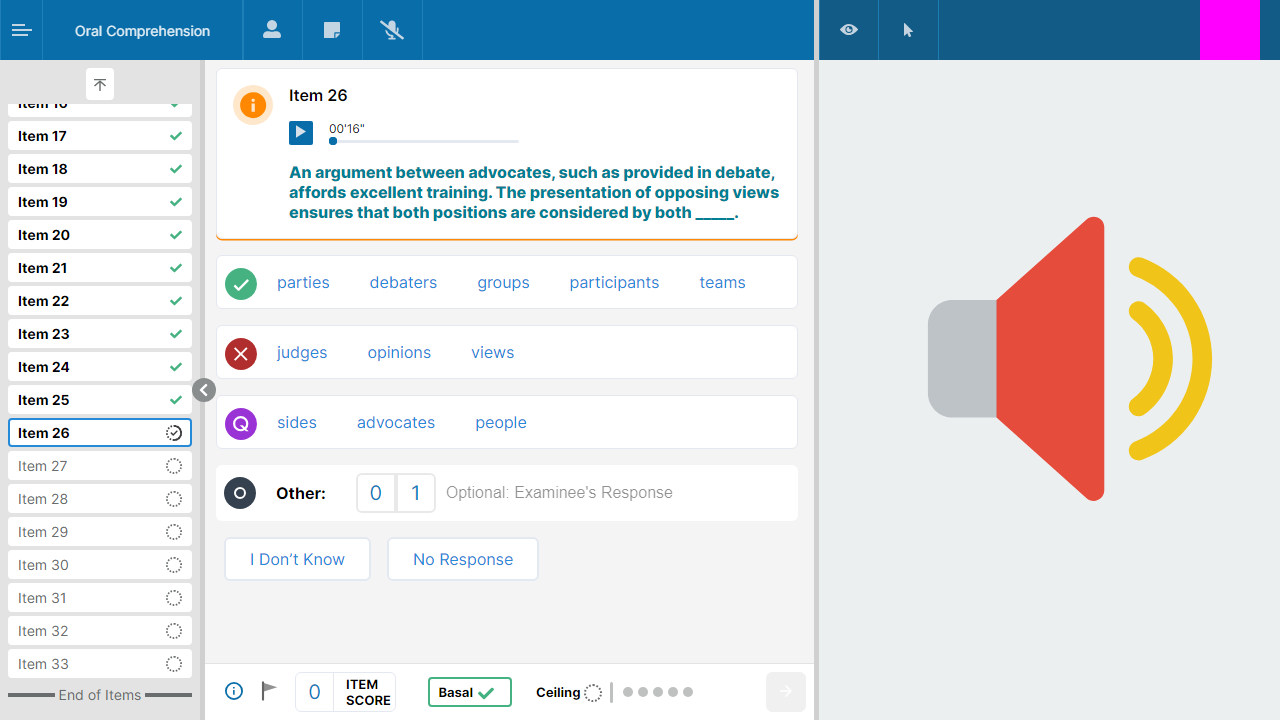 Oral Comprehension
Item 16
Item 17
Item 18
Item 19
Item 20
Item 21
Item 22
Item 23
Item 24
Item 25
Item 26
Item 27
Item 28
Item 29
Item 30
Item 31
Item 32
Item 33
End of Items
Item 26
00'16"
An argument between advocates, such as provided in debate,
affords excellent training. The presentation of opposing views
ensures that both positions are considered by both _____.
parties debaters groups participants teams
judges opinions views
Q sides advocates people
Other: 0 1 Optional: Examinee's Response
I Don't Know No Response
0 ITEM
SCORE
Basal
Ceiling